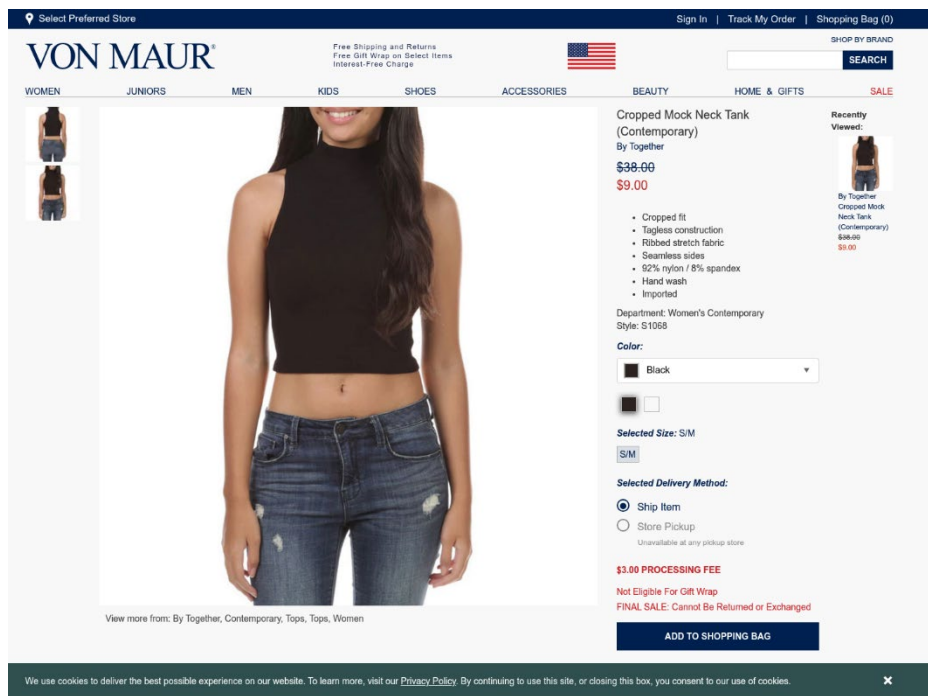 Select Preferred Store
Sign In | Track My Order | Shopping Bag (0)
VON MAUR®
Free Shipping and Returns
Free Gift Wrap on Select Items
Interest-Free Charge
SHOP BY BRAND
SEARCH
WOMEN JUNIORS MEN KIDS SHOES ACCESSORIES BEAUTY HOME & GIFTS SALE
Cropped Mock Neck Tank
(Contemporary)
By Together
$38.00
$9.00
• Cropped fit
• Tagless construction
• Ribbed stretch fabric
• Seamless sides
• 92% nylon / 8% spandex
• Hand wash
• Imported
Department: Women's Contemporary
Style: S1068
Color:
Black
Selected Size: S/M
S/M
Selected Delivery Method:
Ship Item
Store Pickup
Unavailable at any pickup store
$3.00 PROCESSING FEE
Not Eligible For Gift Wrap
FINAL SALE: Cannot Be Returned or Exchanged
ADD TO SHOPPING BAG
Recently
Viewed:
By Together
Cropped Mock
Neck Tank
(Contemporary)
$38.00
$9.00
View more from: By Together, Contemporary, Tops, Tops, Women
We use cookies to deliver the best possible experience on our website. To learn more, visit our Privacy Policy. By continuing to use this site, or closing this box, you consent to our use of cookies.